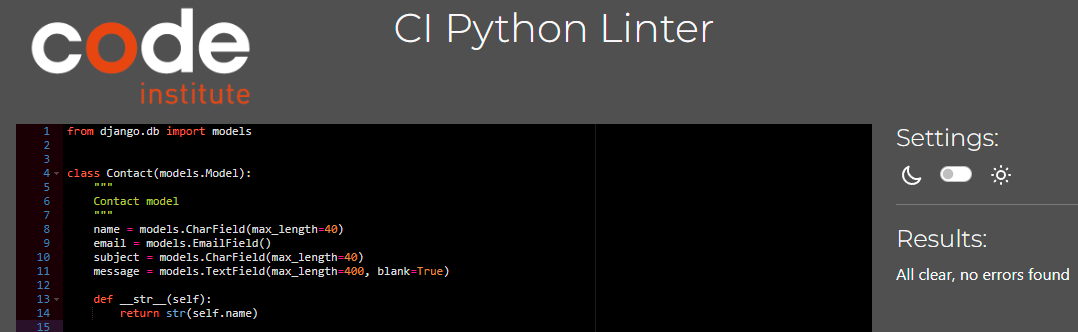 code
institute
CI Python Linter
1 from django.db import models
2
3
4 class Contact(models.Model):
5     """
6     Contact model
7     """
8     name = models.CharField(max_length=40)
9     email = models.EmailField()
10     subject = models.CharField(max_length=40)
11     message = models.TextField(max_length=400, blank=True)
12
13     def __str__(self):
14         return str(self.name)
15
Settings:
Results:
All clear, no errors found